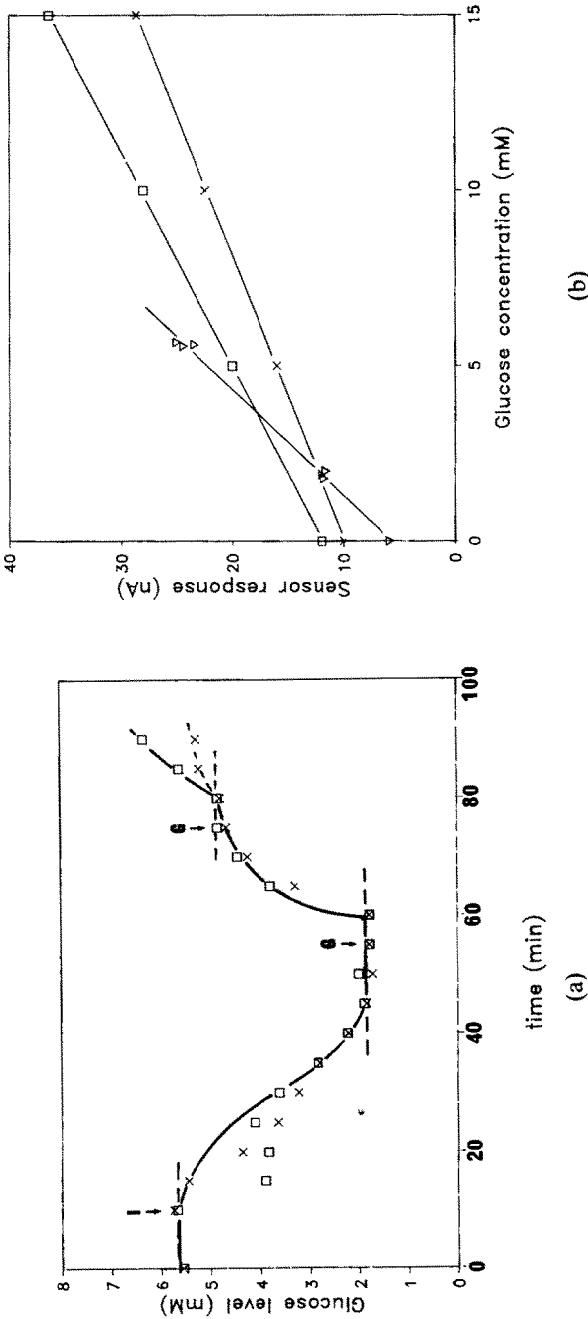 8
7
6
5
4
3
2
1
0
Glucose level (mM)
I
G
G
0
20
40
60
80
100
time (min)
(a)
40
30
20
10
0
Sensor response (nA)
0
5
10
15
Glucose concentration (mM)
(b)